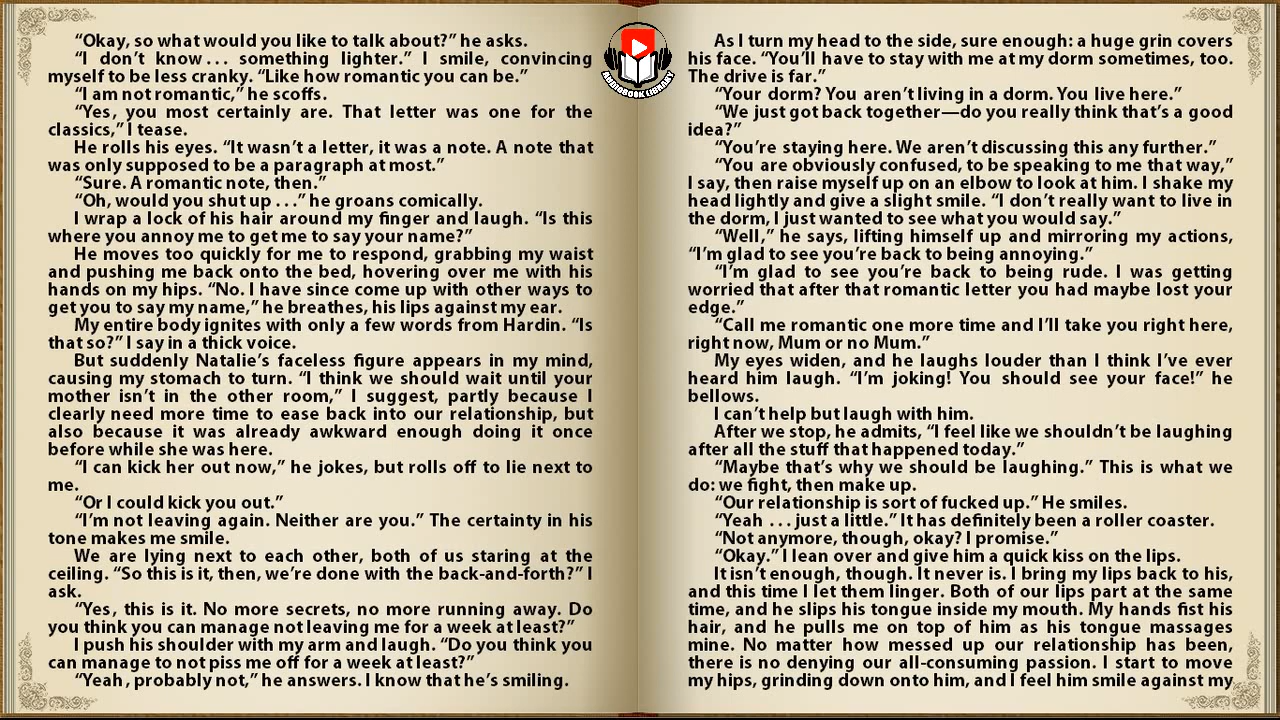 “Okay, so what would you like to talk about?” he asks.
“I don’t know . . . something lighter.” I smile, convincing
myself to be less cranky. “Like how romantic you can be.”
“I am not romantic,” he scoffs.
“Yes, you most certainly are. That letter was one for the
classics,” I tease.
He rolls his eyes. “It wasn’t a letter, it was a note. A note that
was only supposed to be a paragraph at most.”
“Sure. A romantic note, then.”
“Oh, would you shut up . . .” he groans comically.
I wrap a lock of his hair around my finger and laugh. “Is this
where you annoy me to get me to say your name?”
He moves too quickly for me to respond, grabbing my waist
and pushing me back onto the bed, hovering over me with his
hands on my hips. “No. I have since come up with other ways to
get you to say my name,” he breathes, his lips against my ear.
My entire body ignites with only a few words from Hardin. “Is
that so?” I say in a thick voice.
But suddenly Natalie’s faceless figure appears in my mind,
causing my stomach to turn. “I think we should wait until your
mother isn’t in the other room,” I suggest, partly because I
clearly need more time to ease back into our relationship, but
also because it was already awkward enough doing it once
before while she was here.
“I can kick her out now,” he jokes, but rolls off to lie next to
me.
“Or I could kick you out.”
“I’m not leaving again. Neither are you.” The certainty in his
tone makes me smile.
We are lying next to each other, both of us staring at the
ceiling. “So this is it, then, we’re done with the back-and-forth?” I
ask.
“Yes, this is it. No more secrets, no more running away. Do
you think you can manage not leaving me for a week at least?”
I push his shoulder with my arm and laugh. “Do you think you
can manage to not piss me off for a week at least?”
“Yeah, probably not,” he answers. I know that he’s smiling.
AUDIOBOOK LIBRARY
As I turn my head to the side, sure enough: a huge grin covers
his face. “You’ll have to stay with me at my dorm sometimes, too.
The drive is far.”
“Your dorm? You aren’t living in a dorm. You live here.”
“We just got back together—do you really think that’s a good
idea?”
“You’re staying here. We aren’t discussing this any further.”
“You are obviously confused, to be speaking to me that way,”
I say, then raise myself up on an elbow to look at him. I shake my
head lightly and give a slight smile. “I don’t really want to live in
the dorm, I just wanted to see what you would say.”
“Well,” he says, lifting himself up and mirroring my actions,
“I’m glad to see you’re back to being annoying.”
“I’m glad to see you’re back to being rude. I was getting
worried that after that romantic letter you had maybe lost your
edge.”
“Call me romantic one more time and I’ll take you right here,
right now, Mum or no Mum.”
My eyes widen, and he laughs louder than I think I’ve ever
heard him laugh. “I’m joking! You should see your face!” he
bellows.
I can’t help but laugh with him.
After we stop, he admits, “I feel like we shouldn’t be laughing
after all the stuff that happened today.”
“Maybe that’s why we should be laughing.” This is what we
do: we fight, then make up.
“Our relationship is sort of fucked up.” He smiles.
“Yeah . . . just a little.” It has definitely been a roller coaster.
“Not anymore, though, okay? I promise.”
“Okay.” I lean over and give him a quick kiss on the lips.
It isn’t enough, though. It never is. I bring my lips back to his,
and this time I let them linger. Both of our lips part at the same
time, and he slips his tongue inside my mouth. My hands fist his
hair, and he pulls me on top of him as his tongue massages
mine. No matter how messed up our relationship has been,
there is no denying our all-consuming passion. I start to move
my hips, grinding down onto him, and I feel him smile against my